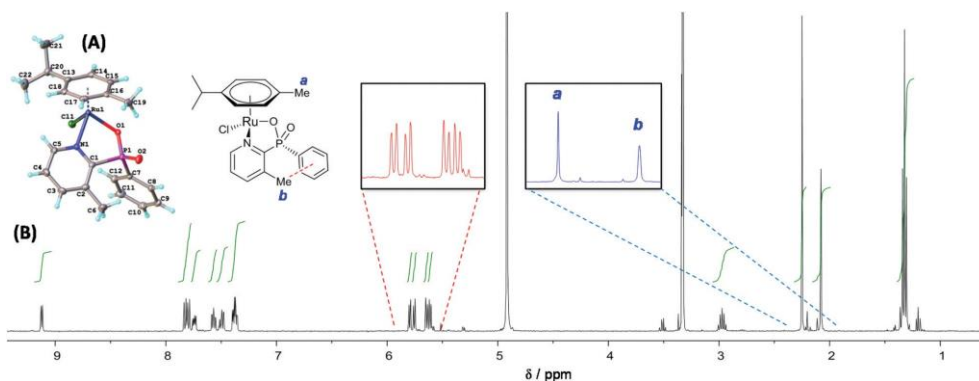 (A)
C21
C20
C22
C13
C14
C15
C18
C16
C17
C19
Ru1
Cl1
O1
N1
P1
O2
C5
C1
C12
C7
C4
C2
C8
C3
C11
C9
C6
C10
a
Me
Ru
O
Cl
O
P
N
Me
b
a
b
(B)
9
8
7
6
5
4
3
2
1
δ / ppm